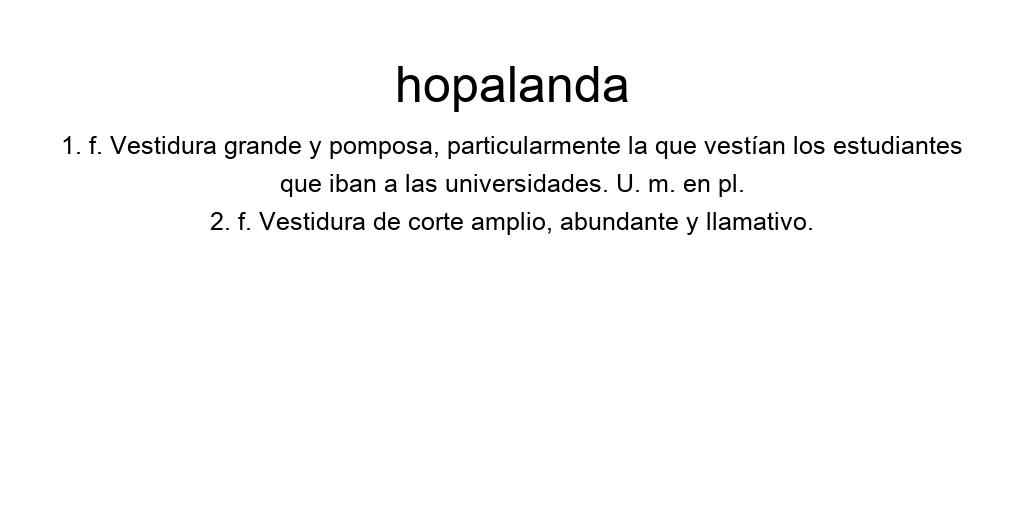 hopalanda
1. f. Vestidura grande y pomposa, particularmente la que vestían los estudiantes
que iban a las universidades. U. m. en pl.
2. f. Vestidura de corte amplio, abundante y llamativo.